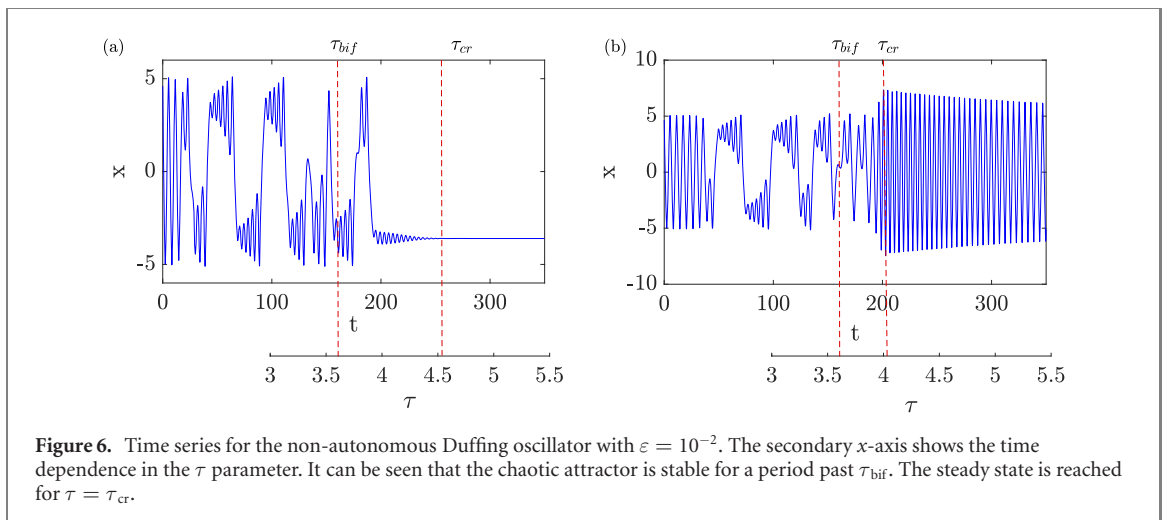 (a) τbif τcr
5
0
-5
x
0 100 200 300
t
3 3.5 4 4.5 5 5.5
τ
(b) τbif τcr
10
5
0
-5
-10
x
0 100 200 300
t
3 3.5 4 4.5 5 5.5
τ
Figure 6. Time series for the non-autonomous Duffing oscillator with ε = 10⁻². The secondary x-axis shows the time
dependence in the τ parameter. It can be seen that the chaotic attractor is stable for a period past τbif. The steady state is reached
for τ = τcr.